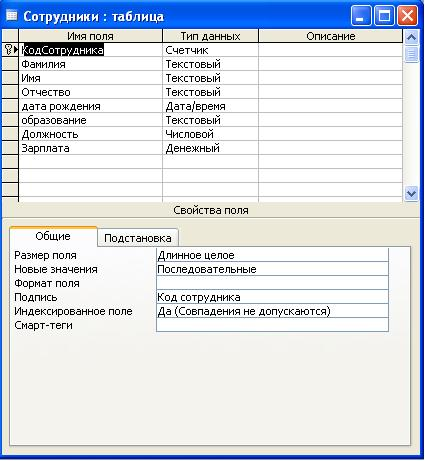 Сотрудники : таблица
Имя поля Тип данных Описание
КодСотрудника Счетчик
Фамилия Текстовый
Имя Текстовый
Отчество Текстовый
дата рождения Дата/время
образование Текстовый
Должность Числовой
Зарплата Денежный
Свойства поля
Общие Подстановка
Размер поля Длинное целое
Новые значения Последовательные
Формат поля
Подпись Код сотрудника
Индексированное поле Да (Совпадения не допускаются)
Смарт-теги